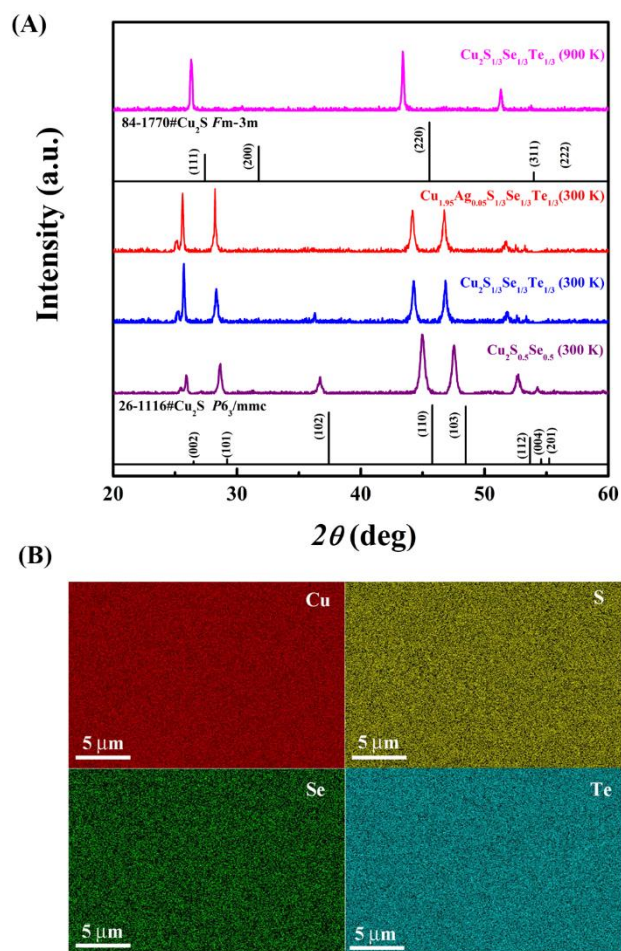 (A)
Cu₂S₁/₃Se₁/₃Te₁/₃ (900 K)
84-1770#Cu₂S Fm-3m
(111)
(200)
(220)
(311)
(222)
Cu₁.₉₅Ag₀.₀₅S₁/₃Se₁/₃Te₁/₃(300 K)
Cu₂S₁/₃Se₁/₃Te₁/₃ (300 K)
Cu₂S₀.₅Se₀.₅ (300 K)
26-1116#Cu₂S P6₃/mmc
(002)
(101)
(102)
(110)
(103)
(112)
(004)
(201)
Intensity (a.u.)
20 30 40 50 60
2θ (deg)
(B)
Cu
5 μm
S
5 μm
Se
5 μm
Te
5 μm